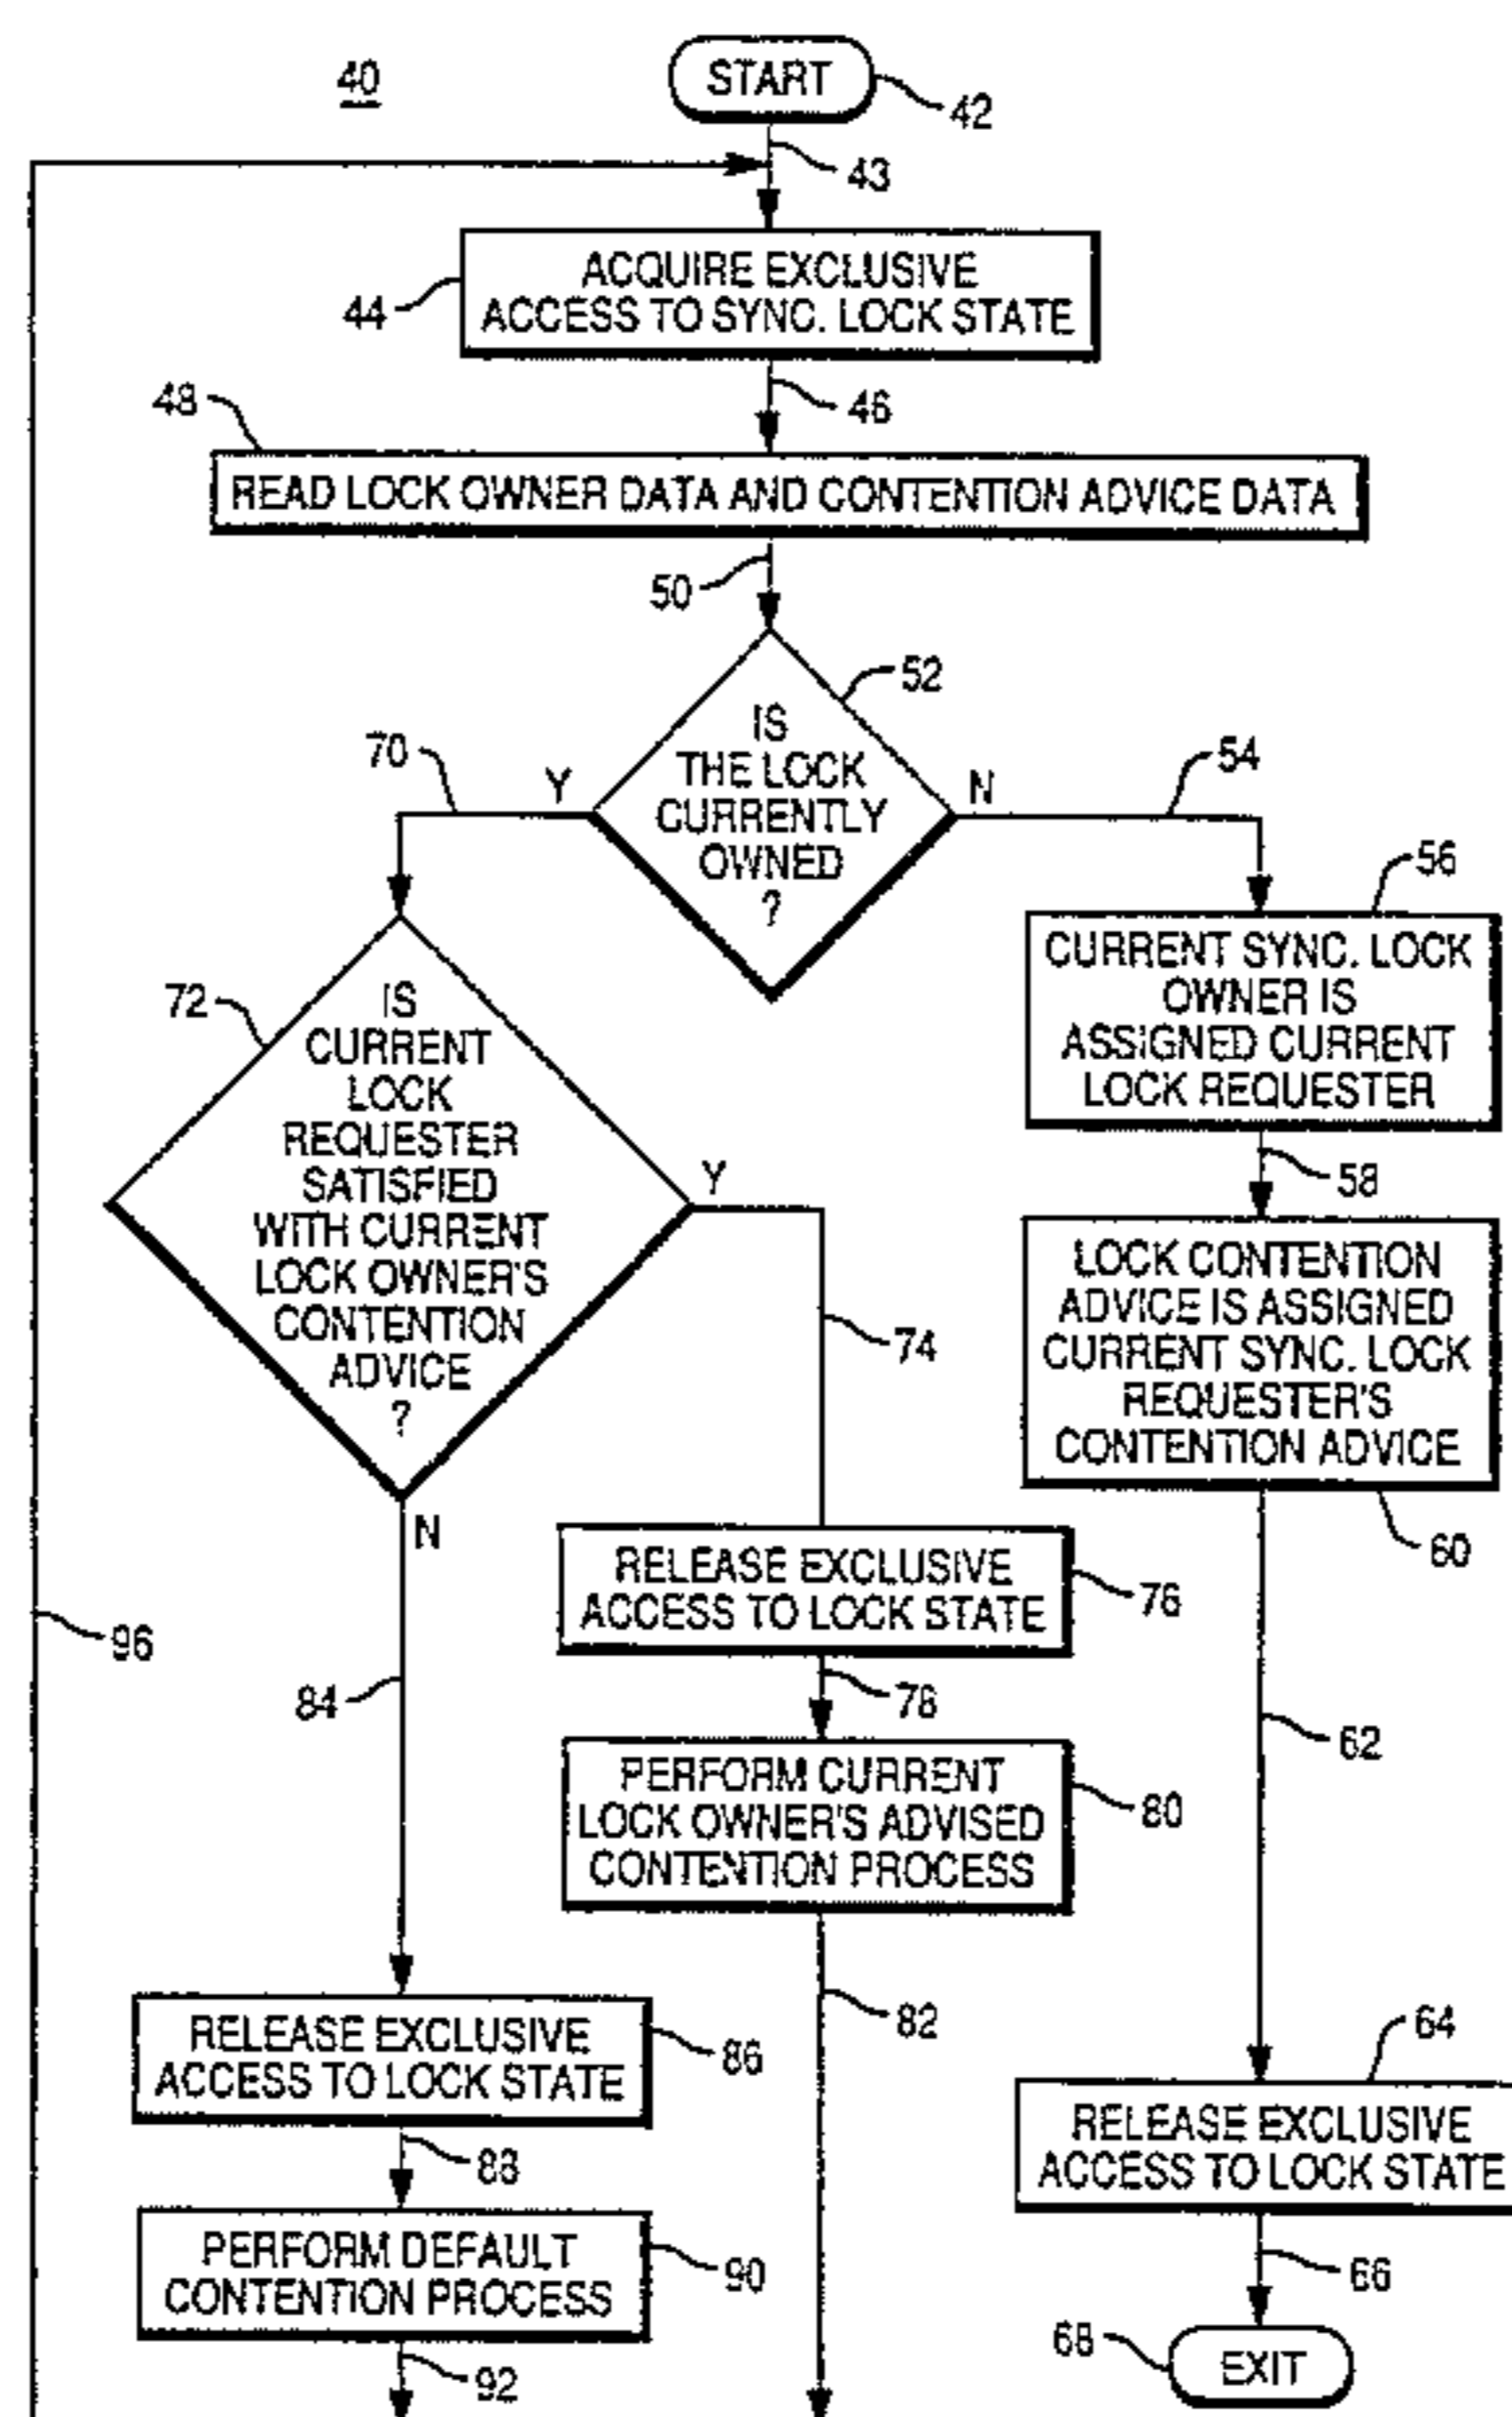 40
START
42
43
ACQUIRE EXCLUSIVE
ACCESS TO SYNC. LOCK STATE
44
46
48
READ LOCK OWNER DATA AND CONTENTION ADVICE DATA
50
52
IS
THE LOCK
CURRENTLY
OWNED
?
70
Y
N
54
56
CURRENT SYNC. LOCK
OWNER IS
ASSIGNED CURRENT
LOCK REQUESTER
58
72
IS
CURRENT
LOCK
REQUESTER
SATISFIED
WITH CURRENT
LOCK OWNER'S
CONTENTION
ADVICE
?
Y
74
N
LOCK CONTENTION
ADVICE IS ASSIGNED
CURRENT SYNC. LOCK
REQUESTER'S
CONTENTION ADVICE
60
RELEASE EXCLUSIVE
ACCESS TO LOCK STATE
76
96
84
78
62
PERFORM CURRENT
LOCK OWNER'S ADVISED
CONTENTION PROCESS
80
82
RELEASE EXCLUSIVE
ACCESS TO LOCK STATE
86
64
RELEASE EXCLUSIVE
ACCESS TO LOCK STATE
88
PERFORM DEFAULT
CONTENTION PROCESS
90
66
68
EXIT
92